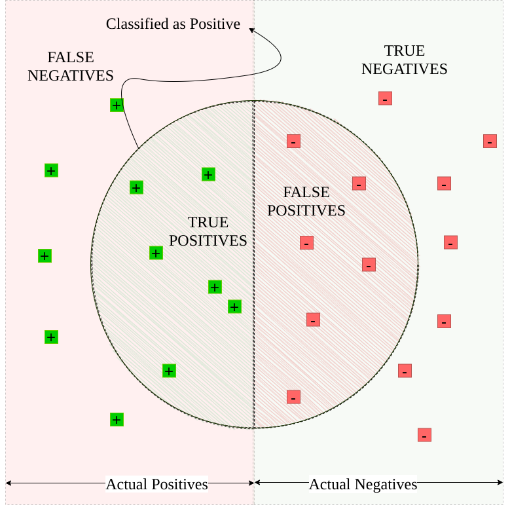 Classified as Positive
FALSE
NEGATIVES
TRUE
NEGATIVES
FALSE
POSITIVES
TRUE
POSITIVES
Actual Positives
Actual Negatives